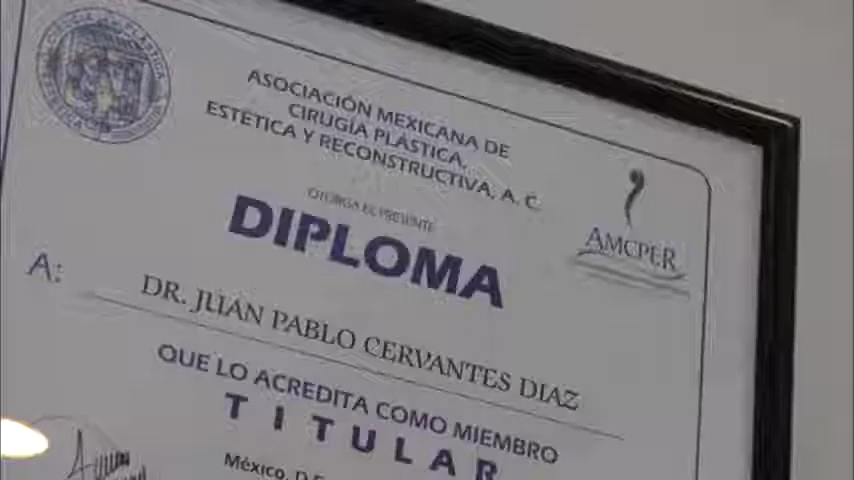 ASOCIACIÓN MEXICANA DE
CIRUGÍA PLÁSTICA,
ESTÉTICA Y RECONSTRUCTIVA, A. C.
AMCPER
OTORGA EL PRESENTE
DIPLOMA
A:
DR. JUAN PABLO CERVANTES DIAZ
QUE LO ACREDITA COMO MIEMBRO
TITULAR
México, D.F.